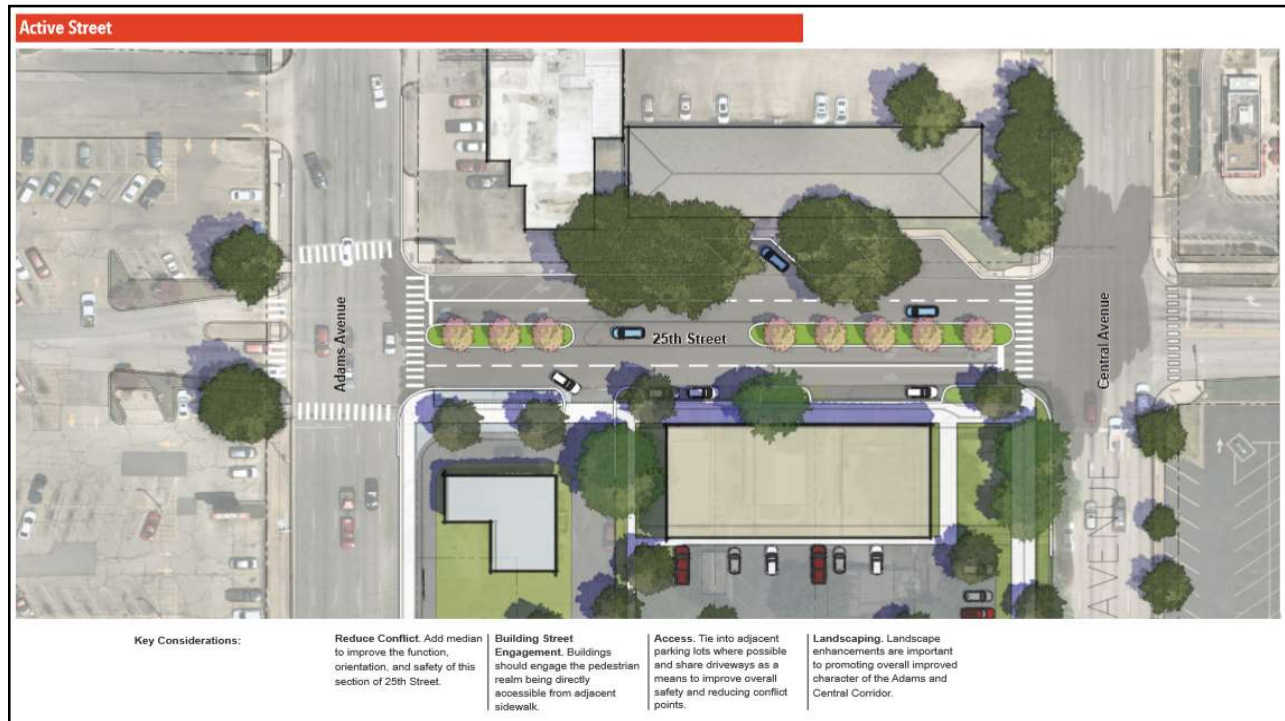 Active Street
Adams Avenue
25th Street
Central Avenue
AVENUE
Key Considerations:
Reduce Conflict. Add median
to improve the function,
orientation, and safety of this
section of 25th Street.
Building Street
Engagement. Buildings
should engage the pedestrian
realm being directly
accessible from adjacent
sidewalk.
Access. Tie into adjacent
parking lots where possible
and share driveways as a
means to improve overall
safety and reducing conflict
points.
Landscaping. Landscape
enhancements are important
to promoting overall improved
character of the Adams and
Central Corridor.